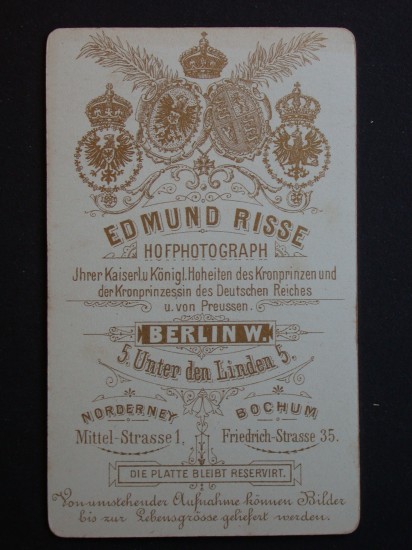 EDMUND RISSE
HOFPHOTOGRAPH
Jhrer Kaiserl.u Königl.Hoheiten des Kronprinzen und
der Kronprinzessin des Deutschen Reiches
u. von Preussen.
BERLIN W.
5. Unter den Linden 5.
NORDERNEY BOCHUM
Mittel-Strasse 1, Friedrich-Strasse 35.
DIE PLATTE BLEIBT RESERVIRT.
Von umstehender Aufnahme können Bilder
bis zur Lebensgrösse geliefert werden.